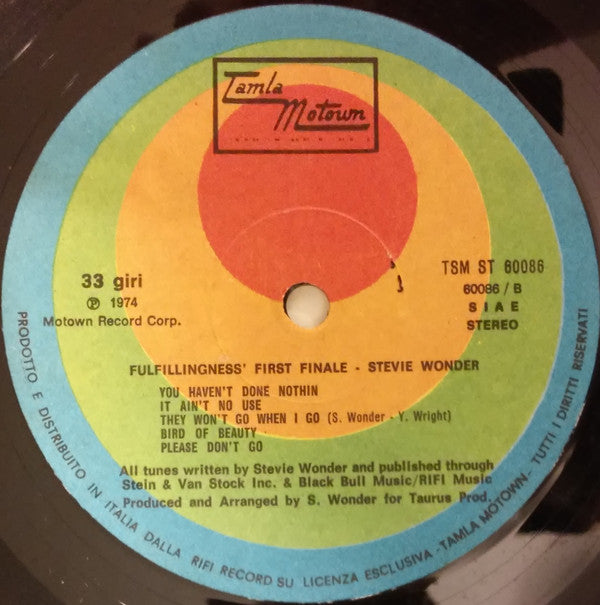 Tamla
Motown
33 giri
℗ 1974
Motown Record Corp.
TSM ST 60086
60086 / B
S I A E
STEREO
FULFILLINGNESS' FIRST FINALE - STEVIE WONDER
YOU HAVEN'T DONE NOTHIN
IT AIN'T NO USE
THEY WON'T GO WHEN I GO (S. Wonder - Y. Wright)
BIRD OF BEAUTY
PLEASE DON'T GO
All tunes written by Stevie Wonder and published through
Stein & Van Stock Inc. & Black Bull Music/RIFI Music
Produced and Arranged by S. Wonder for Taurus Prod.
PRODOTTO E DISTRIBUITO IN ITALIA DALLA RIFI RECORD SU LICENZA ESCLUSIVA - TAMLA MOTOWN - TUTTI I DIRITTI RISERVATI